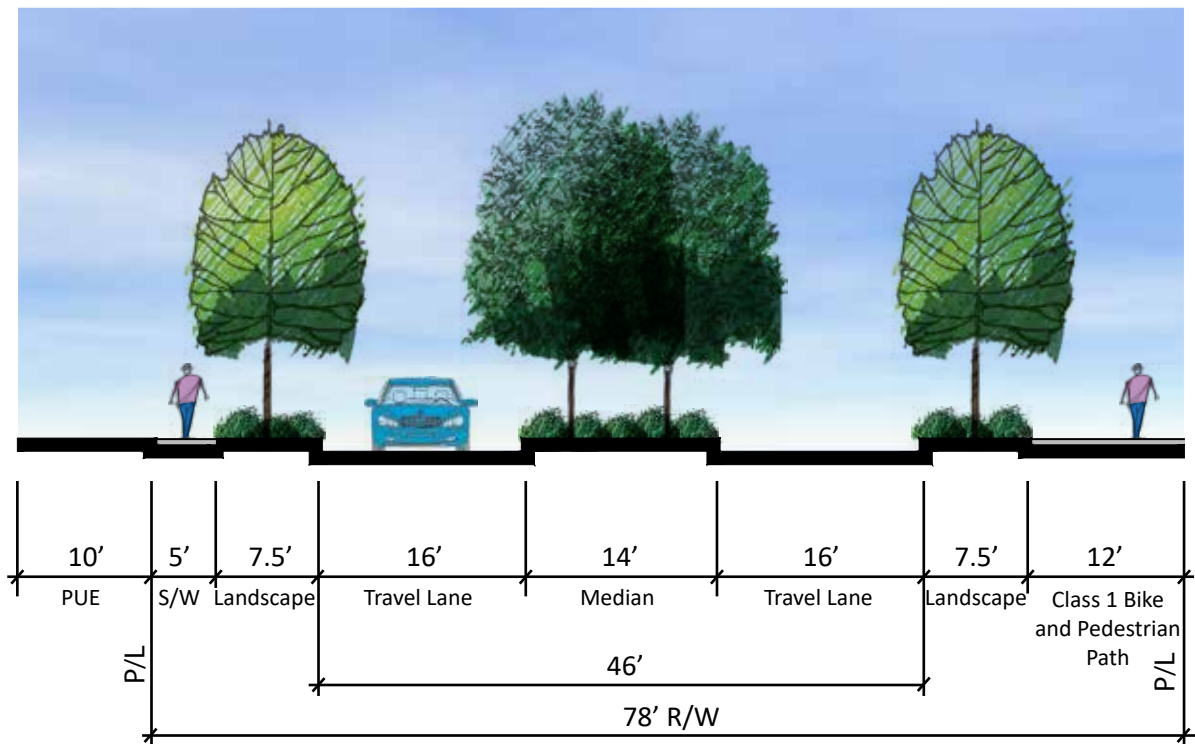 10’ 5’ 7.5’ 16’ 14’ 16’ 7.5’ 12’
PUE S/W Landscape Travel Lane Median Travel Lane Landscape Class 1 Bike
and Pedestrian
Path
P/L
P/L
46’
78’ R/W